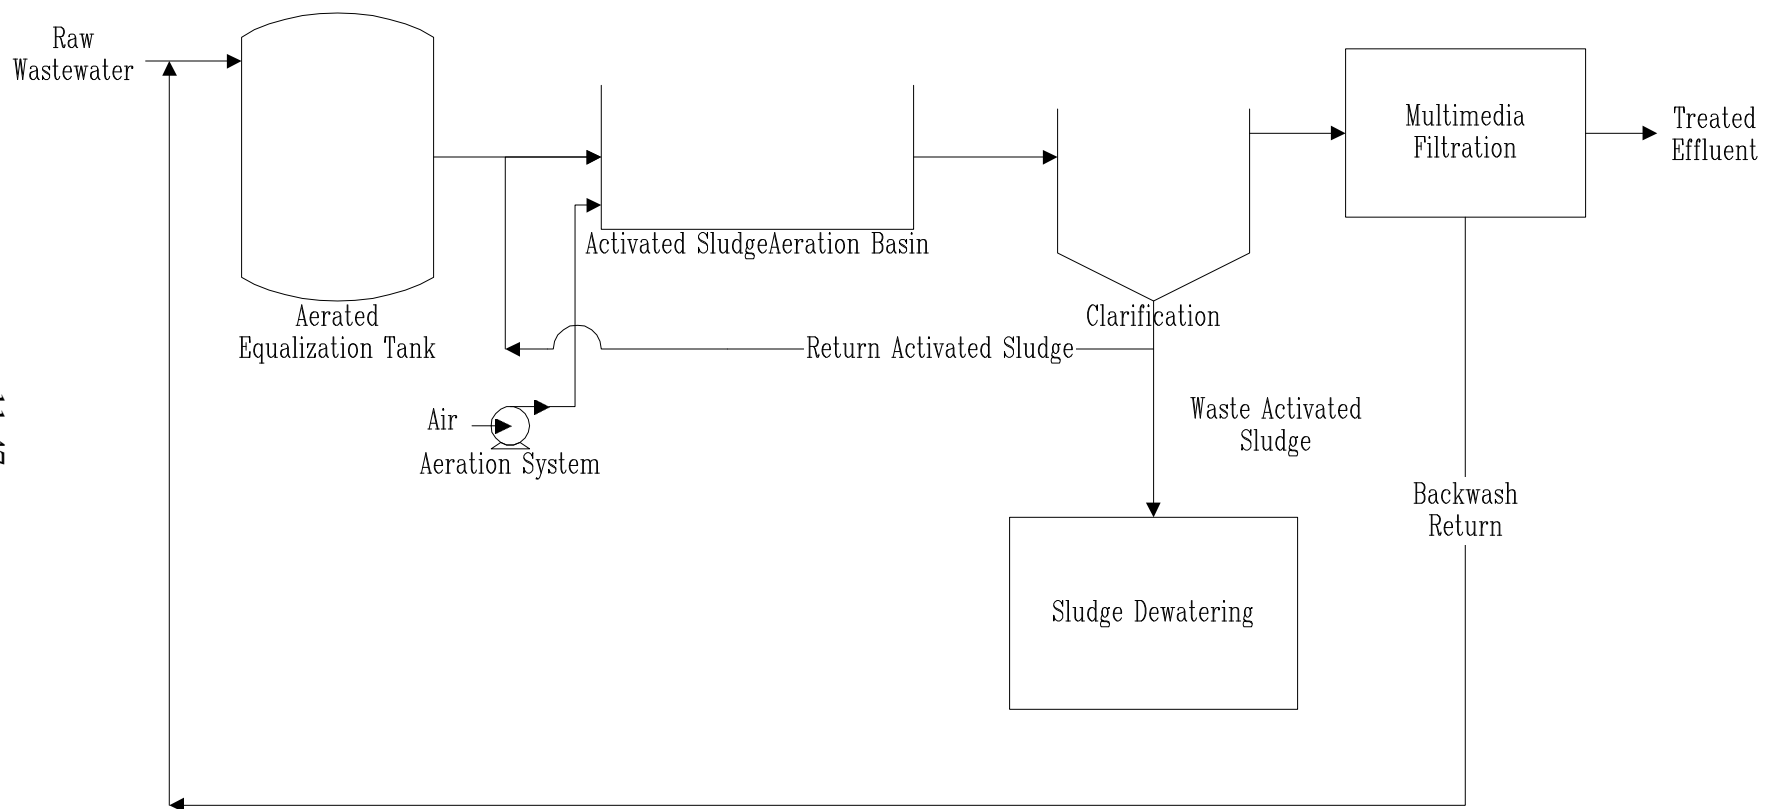 Raw
Wastewater
Multimedia
Filtration
Treated
Effluent
Activated SludgeAeration Basin
Aerated
Equalization Tank
Clarification
Return Activated Sludge
Air
Aeration System
Waste Activated
Sludge
Backwash
Return
Sludge Dewatering